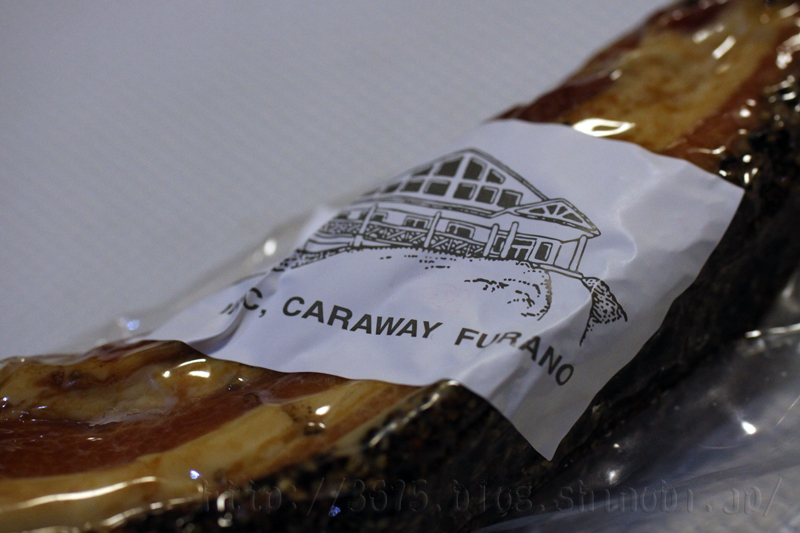 CARAWAY FURANO
http://3675.blog.shinobi.jp/